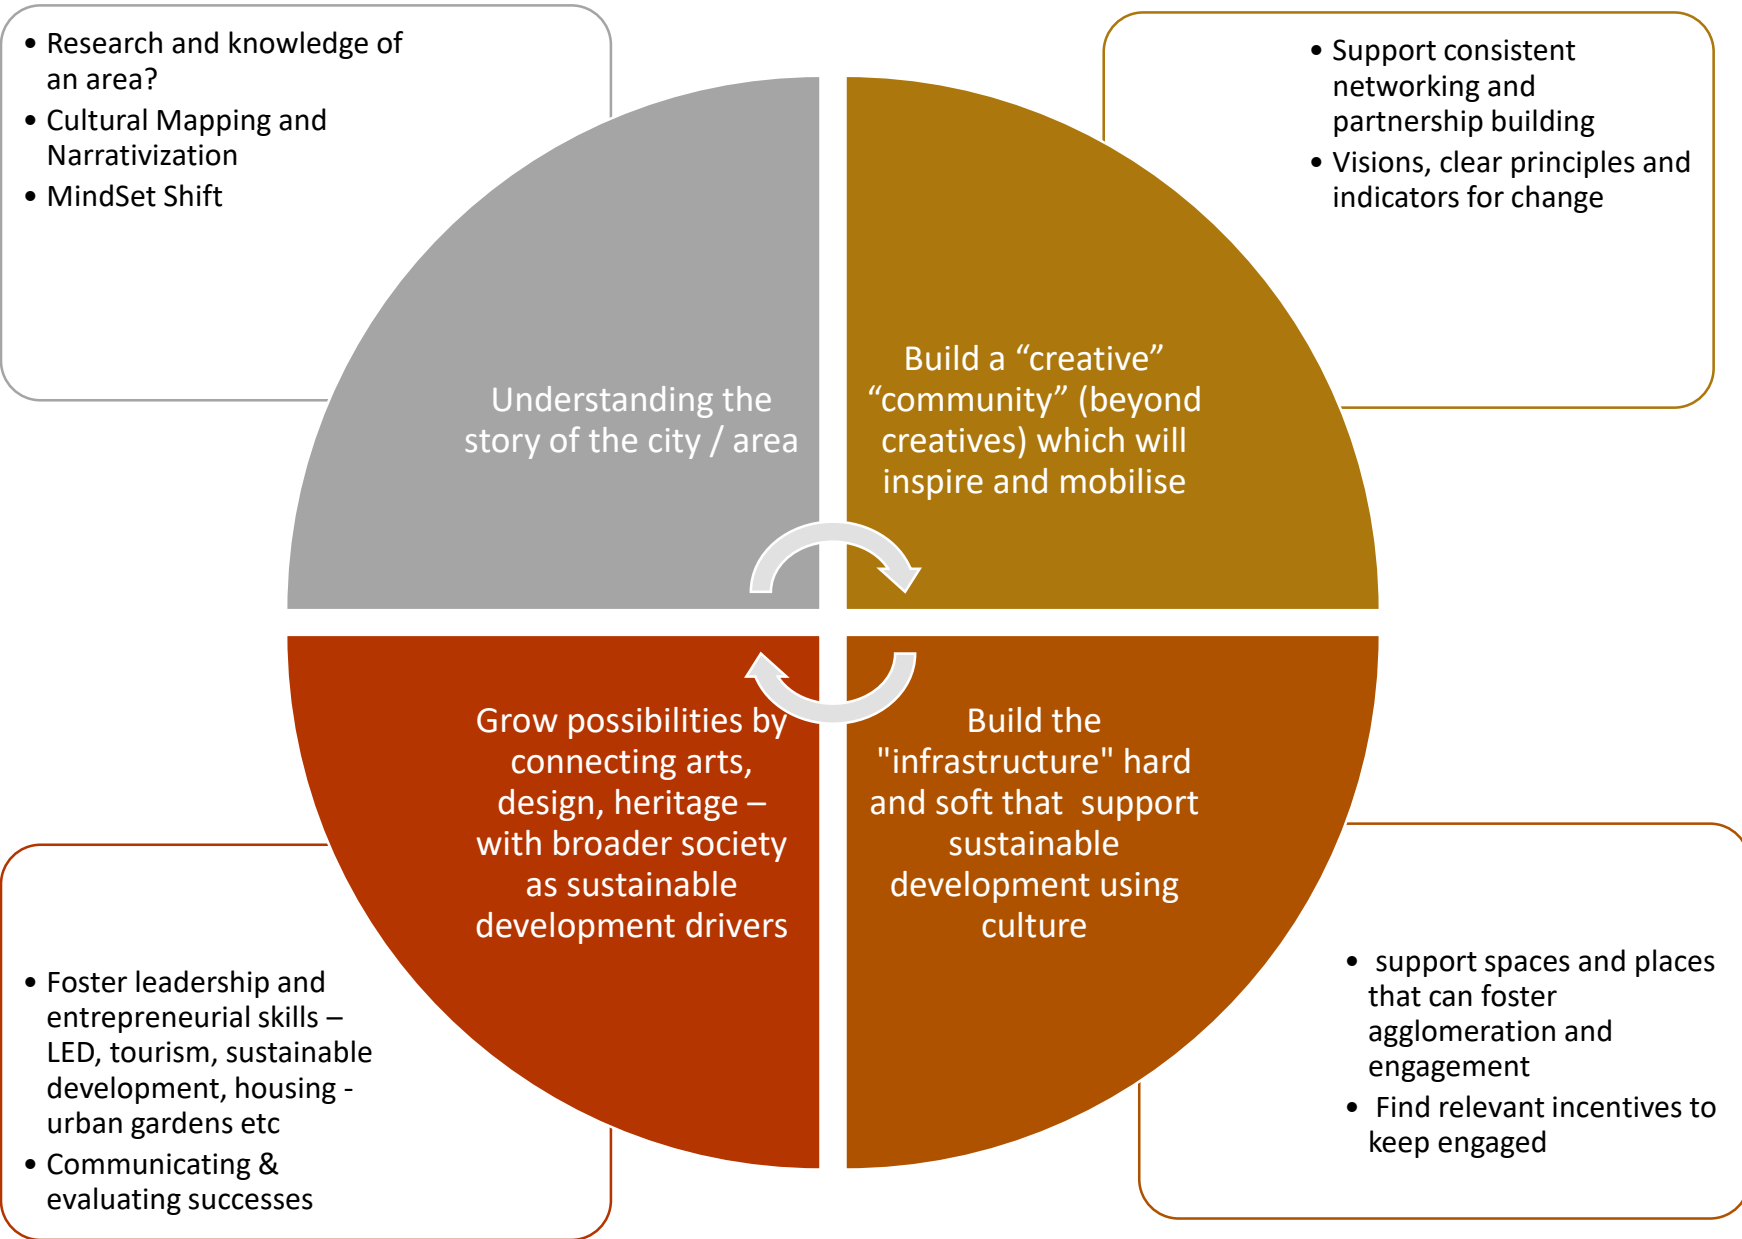 • Research and knowledge of
an area?
• Cultural Mapping and
Narrativization
• MindSet Shift
• Support consistent
networking and
partnership building
• Visions, clear principles and
indicators for change
Understanding the
story of the city / area
Build a “creative”
“community” (beyond
creatives) which will
inspire and mobilise
Grow possibilities by
connecting arts,
design, heritage –
with broader society
as sustainable
development drivers
Build the
"infrastructure" hard
and soft that  support
sustainable
development using
culture
• Foster leadership and
entrepreneurial skills –
LED, tourism, sustainable
development, housing -
urban gardens etc
• Communicating &
evaluating successes
• support spaces and places
that can foster
agglomeration and
engagement
• Find relevant incentives to
keep engaged